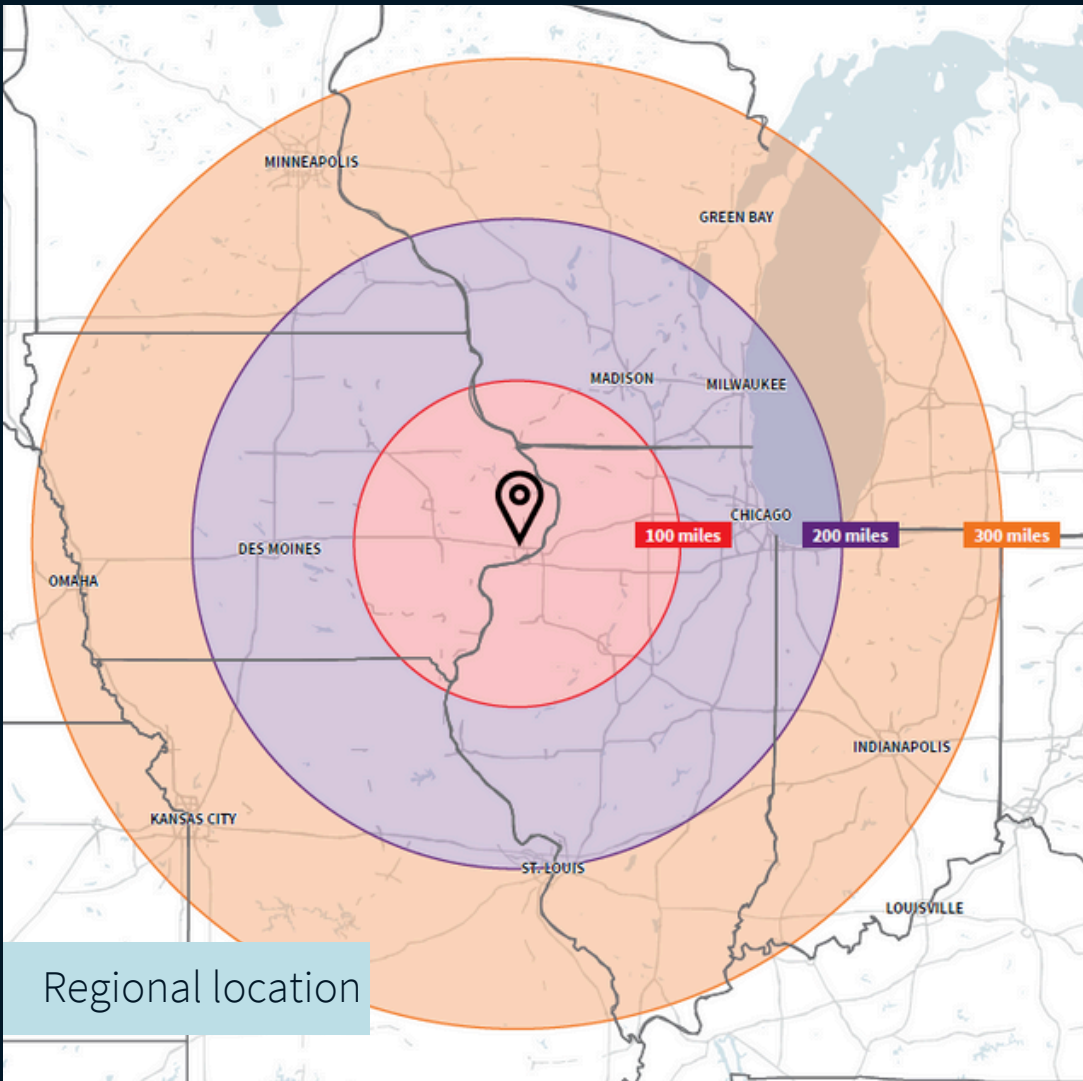 MINNEAPOLIS
GREEN BAY
MADISON
MILWAUKEE
CHICAGO
100 miles
200 miles
300 miles
DES MOINES
OMAHA
INDIANAPOLIS
KANSAS CITY
ST. LOUIS
LOUISVILLE
Regional location